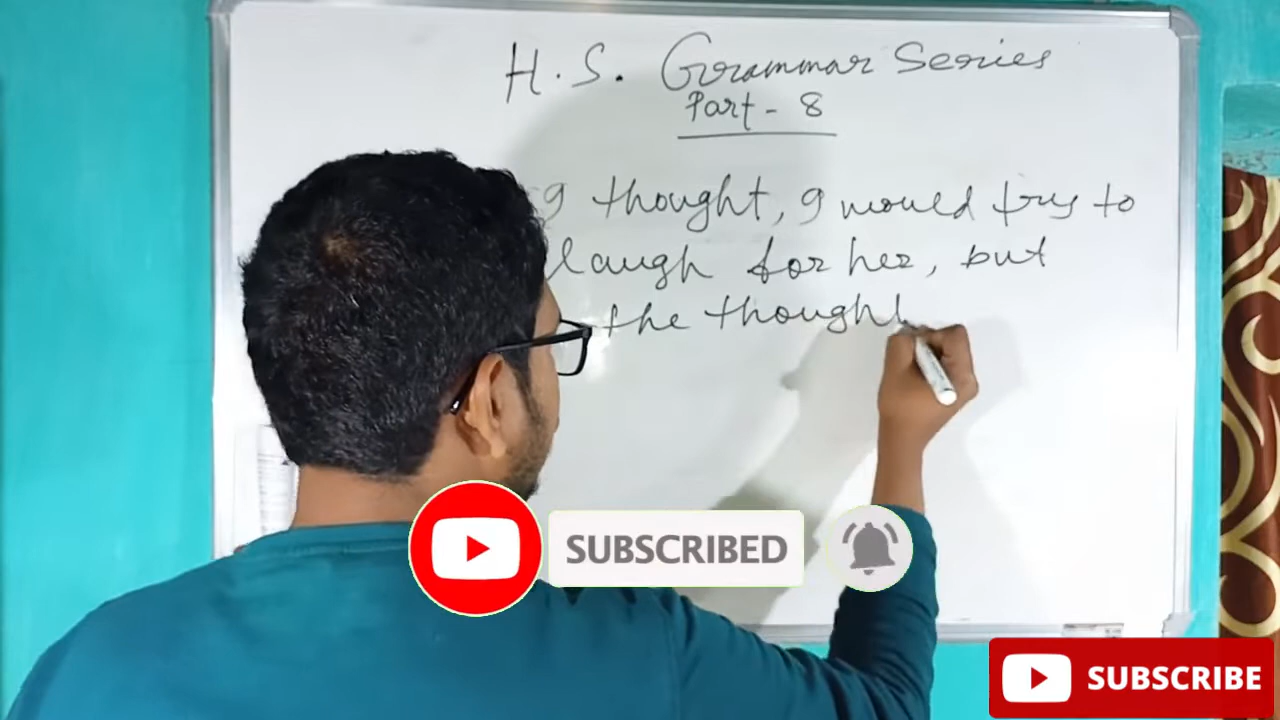 H.S. Grammar Series
Part - 8
I thought, I would try to
laugh for her, but
the thought
SUBSCRIBED
SUBSCRIBE